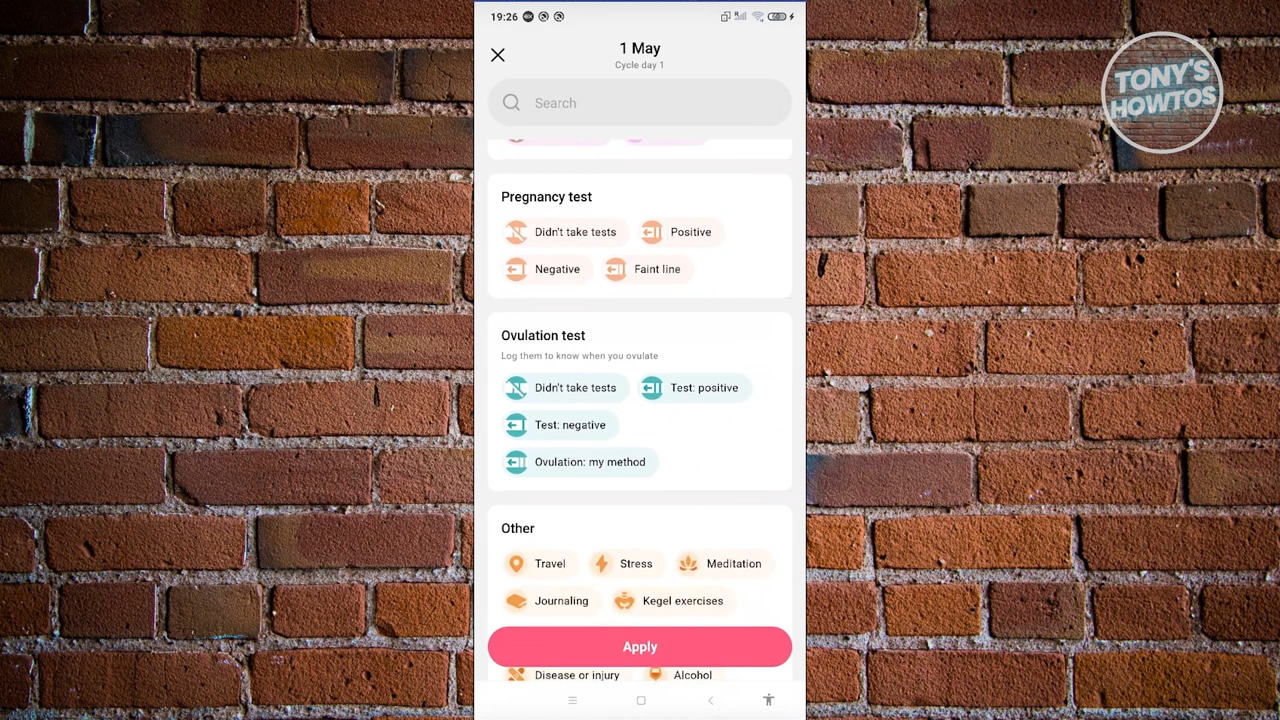 19:26
1 May
Cycle day 1
TONY'S
HOWTOS
Search
Pregnancy test
Didn't take tests
Positive
Negative
Faint line
Ovulation test
Log them to know when you ovulate
Didn't take tests
Test: positive
Test: negative
Ovulation: my method
Other
Travel
Stress
Meditation
Journaling
Kegel exercises
Apply
Disease or injury
Alcohol